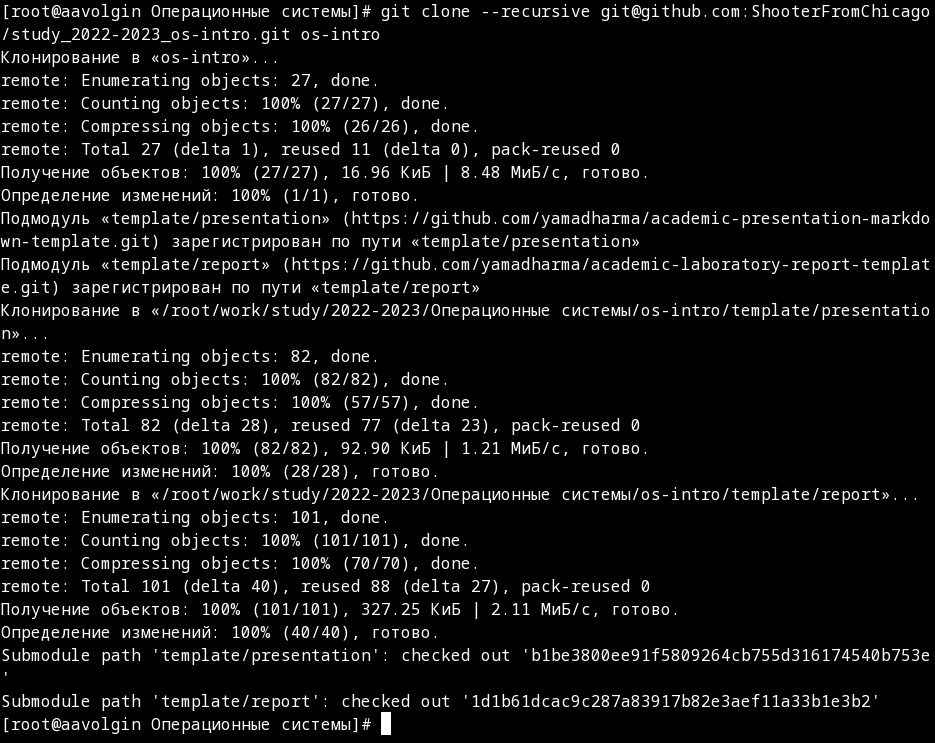 [root@aavolgin Операционные системы]# git clone --recursive git@github.com:ShooterFromChicago
/study_2022-2023_os-intro.git os-intro
Клонирование в «os-intro»...
remote: Enumerating objects: 27, done.
remote: Counting objects: 100% (27/27), done.
remote: Compressing objects: 100% (26/26), done.
remote: Total 27 (delta 1), reused 11 (delta 0), pack-reused 0
Получение объектов: 100% (27/27), 16.96 КиБ | 8.48 МиБ/с, готово.
Определение изменений: 100% (1/1), готово.
Подмодуль «template/presentation» (https://github.com/yamadharma/academic-presentation-markdo
wn-template.git) зарегистрирован по пути «template/presentation»
Подмодуль «template/report» (https://github.com/yamadharma/academic-laboratory-report-templat
e.git) зарегистрирован по пути «template/report»
Клонирование в «/root/work/study/2022-2023/Операционные системы/os-intro/template/presentatio
n»...
remote: Enumerating objects: 82, done.
remote: Counting objects: 100% (82/82), done.
remote: Compressing objects: 100% (57/57), done.
remote: Total 82 (delta 28), reused 77 (delta 23), pack-reused 0
Получение объектов: 100% (82/82), 92.90 КиБ | 1.21 МиБ/с, готово.
Определение изменений: 100% (28/28), готово.
Клонирование в «/root/work/study/2022-2023/Операционные системы/os-intro/template/report»...
remote: Enumerating objects: 101, done.
remote: Counting objects: 100% (101/101), done.
remote: Compressing objects: 100% (70/70), done.
remote: Total 101 (delta 40), reused 88 (delta 27), pack-reused 0
Получение объектов: 100% (101/101), 327.25 КиБ | 2.11 МиБ/с, готово.
Определение изменений: 100% (40/40), готово.
Submodule path 'template/presentation': checked out 'b1be3800ee91f5809264cb755d316174540b753e
'
Submodule path 'template/report': checked out '1d1b61dcac9c287a83917b82e3aef11a33b1e3b2'
[root@aavolgin Операционные системы]#